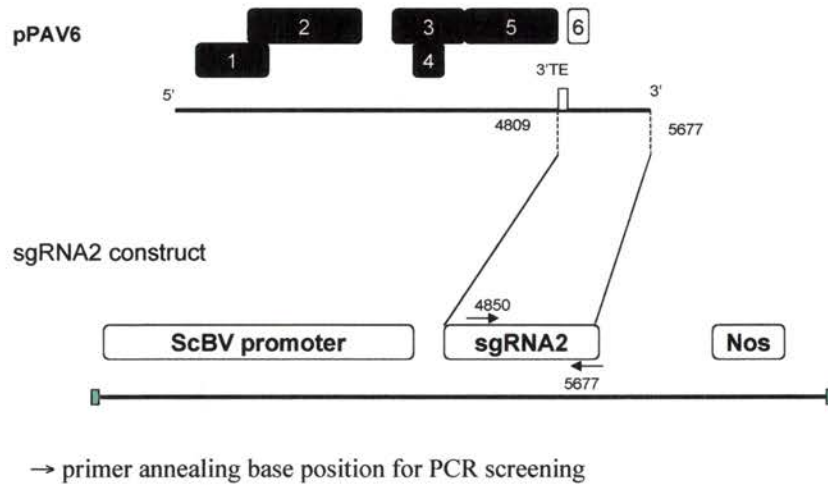 pPAV6
2
3
5
6
1
4
3'TE
5'
3'
4809
5677
sgRNA2 construct
4850
ScBV promoter
sgRNA2
Nos
5677
→ primer annealing base position for PCR screening